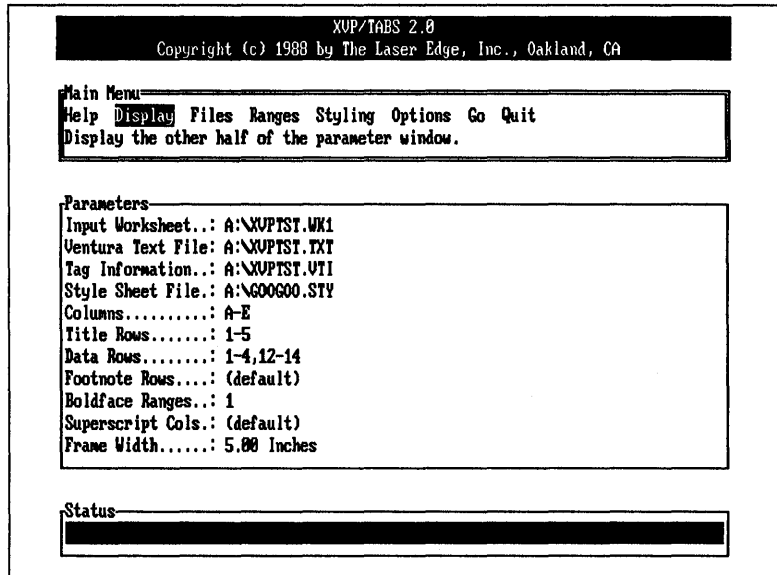 XVP/TABS 2.0
Copyright (c) 1988 by The Laser Edge, Inc., Oakland, CA
Main Menu
Help Display Files Ranges Styling Options Go Quit
Display the other half of the parameter window.
Parameters
Input Worksheet..: A:\XVPTST.WK1
Ventura Text File: A:\XVPTST.TXT
Tag Information..: A:\XVPTST.VTI
Style Sheet File.: A:\GOOGOO.STY
Columns..........: A-E
Title Rows.......: 1-5
Data Rows........: 1-4,12-14
Footnote Rows....: (default)
Boldface Ranges..: 1
Superscript Cols.: (default)
Frame Width......: 5.00 Inches
Status